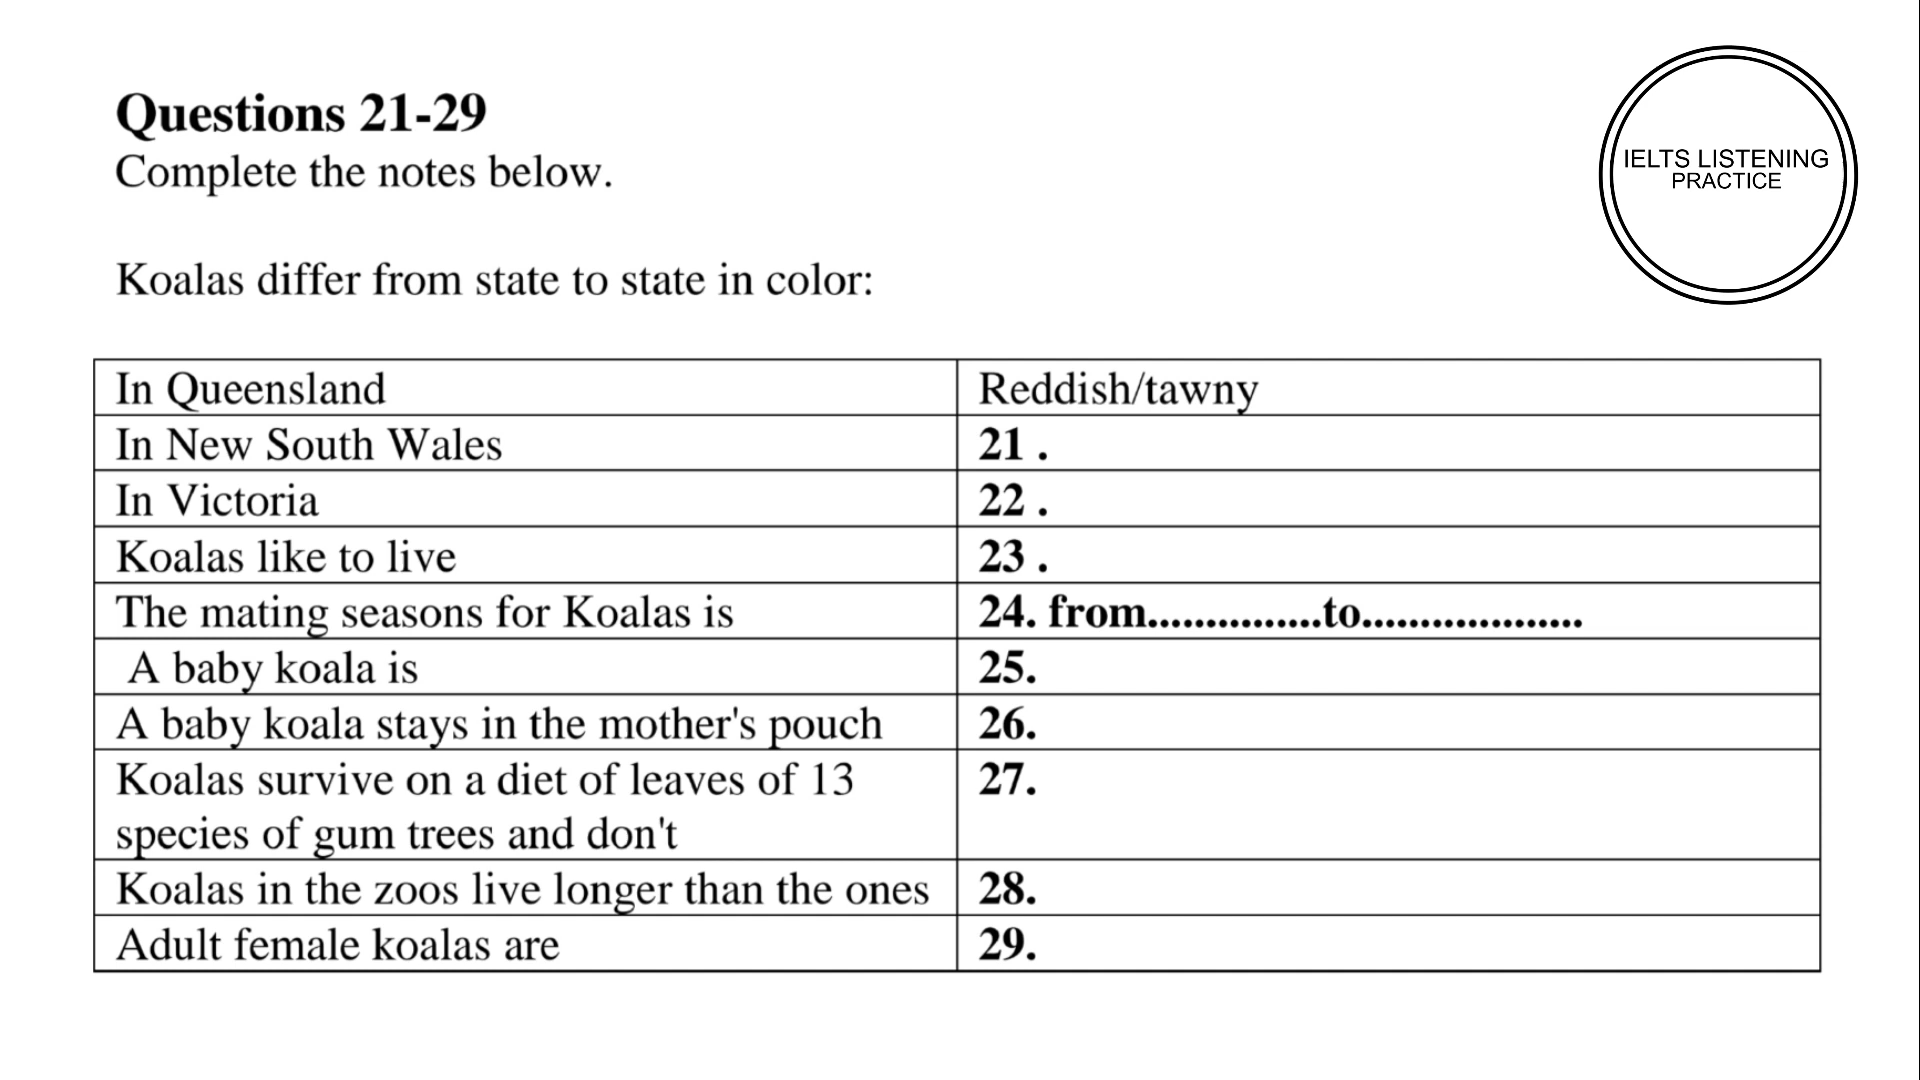 Questions 21-29
Complete the notes below.
IELTS LISTENING
PRACTICE
Koalas differ from state to state in color:
In Queensland Reddish/tawny
In New South Wales 21 .
In Victoria 22 .
Koalas like to live 23 .
The mating seasons for Koalas is 24. from...............to...................
A baby koala is 25.
A baby koala stays in the mother's pouch 26.
Koalas survive on a diet of leaves of 13 27.
species of gum trees and don't
Koalas in the zoos live longer than the ones 28.
Adult female koalas are 29.